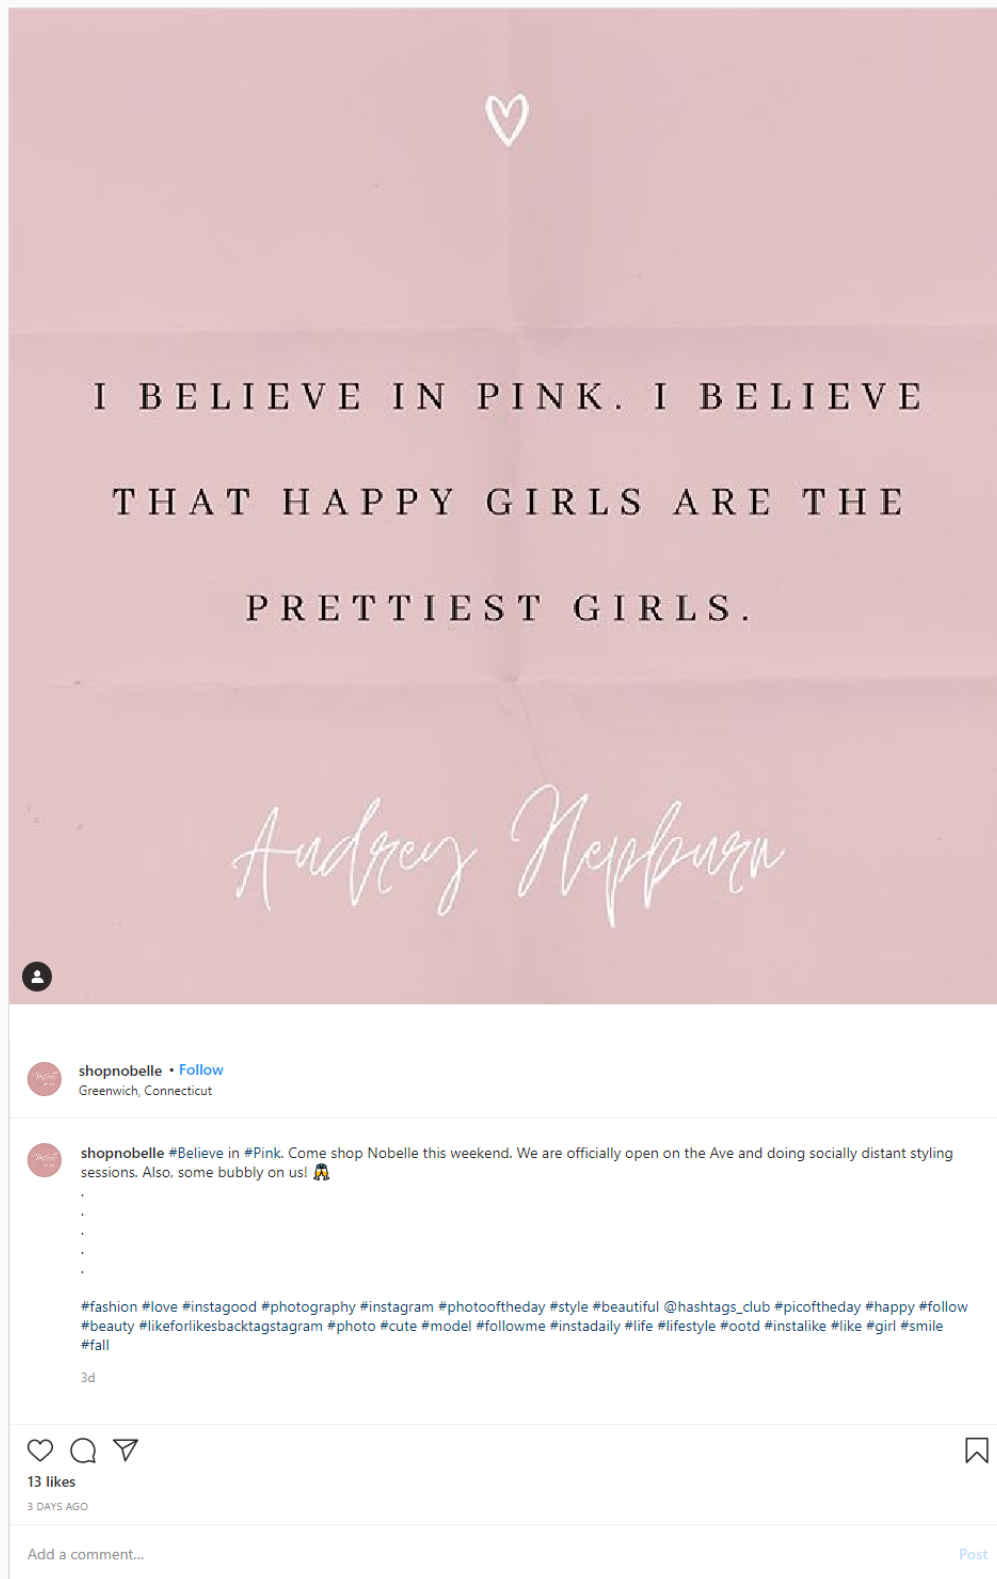 I BELIEVE IN PINK. I BELIEVE
THAT HAPPY GIRLS ARE THE
PRETTIEST GIRLS.
Audrey Hepburn
shopnobelle • Follow
Greenwich, Connecticut
shopnobelle #Believe in #Pink. Come shop Nobelle this weekend. We are officially open on the Ave and doing socially distant styling
sessions. Also, some bubbly on us! 🥂
.
.
.
.
.
#fashion #love #instagood #photography #instagram #photooftheday #style #beautiful @hashtags_club #picoftheday #happy #follow
#beauty #likeforlikesbacktagstagram #photo #cute #model #followme #instadaily #life #lifestyle #ootd #instalike #like #girl #smile
#fall
3d
13 likes
3 DAYS AGO
Add a comment...
Post